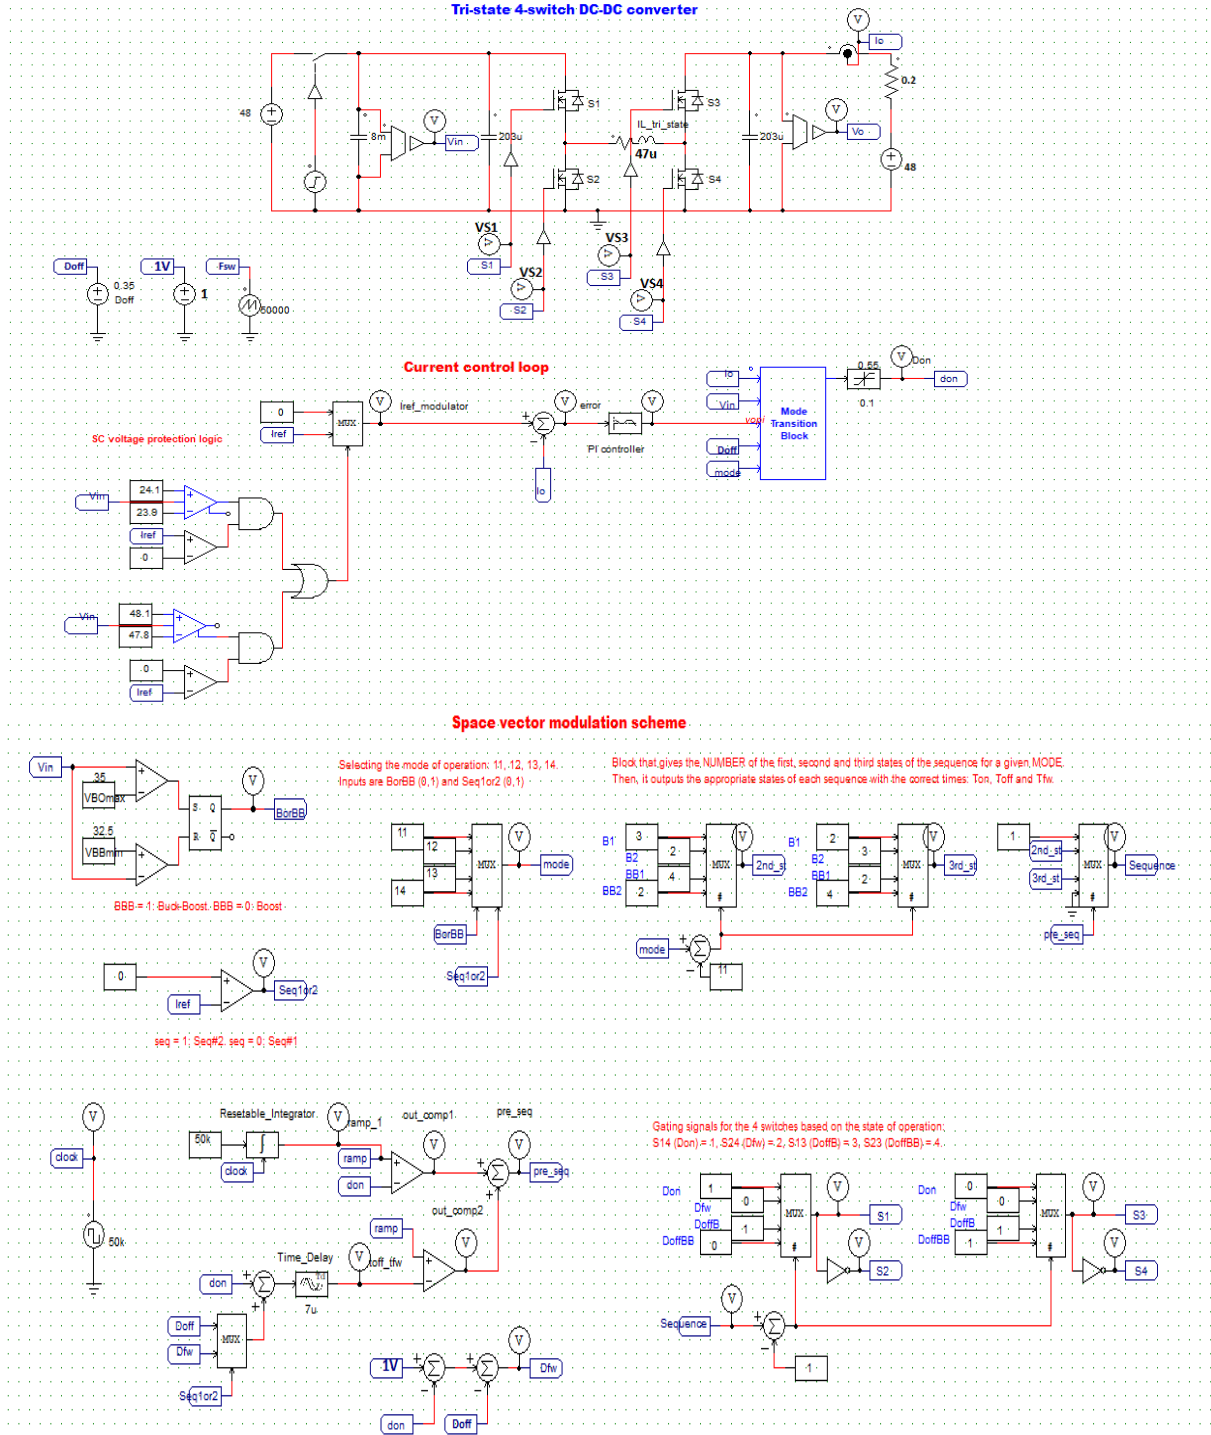 Tri-state 4-switch DC-DC converter
V
Io
0.2
48
8m
V
Vin
203u
S1
S2
IL_tri_state
47u
S3
S4
203u
V
Vo
48
VS1
V
S1
VS2
V
S2
VS3
V
S3
VS4
V
S4
Doff
0.35
Doff
1V
1
Fsw
50000
Current control loop
SC voltage protection logic
0
Iref
MUX
V
Iref_modulator
V
error
V
PI controller
Io
Io
Vin
vopi
Doff
mode
Mode
Transition
Block
0.55
0.1
V
Don
don
Vin
24.1
23.9
Iref
0
Vin
48.1
47.8
0
Iref
Space vector modulation scheme
Vin
.35
VBOmax
32.5
VBBmin
S Q
R Q
V
BorBB
BBB = 1: Buck-Boost. BBB = 0: Boost
0
Iref
V
Seq1or2
seq = 1: Seq#2. seq = 0: Seq#1
Selecting the mode of operation: 11, 12, 13, 14.
Inputs are BorBB (0,1) and Seq1or2 (0,1)
11
12
13
14
MUX
V
mode
BorBB
Seq1or2
Block that gives the NUMBER of the first, second and third states of the sequence for a given MODE.
Then, it outputs the appropriate states of each sequence with the correct times: Ton, Toff and Tfw.
B1
B2
BB1
BB2
3
2
4
2
MUX
#
V
2nd_st
B1
B2
BB1
BB2
2
3
2
4
MUX
#
V
3rd_st
mode
11
1
2nd_st
3rd_st
MUX
#
V
Sequence
pre_seq
V
clock
50k
Resetable_Integrator
50k
clock
V
ramp_1
ramp
don
out_comp1
V
pre_seq
V
pre_seq
ramp
out_comp2
V
don
Time_Delay
7u
V
toff_tfw
Doff
Dfw
MUX
Seq1or2
1V
don
Doff
V
Dfw
Gating signals for the 4 switches based on the state of operation:
S14 (Don) = 1, S24 (Dfw) = 2, S13 (DoffB) = 3, S23 (DoffBB) = 4.
Don
Dfw
DoffB
DoffBB
1
0
1
0
MUX
#
V
S1
V
S2
Don
Dfw
DoffB
DoffBB
0
0
1
1
MUX
#
V
S3
V
S4
V
Sequence
1